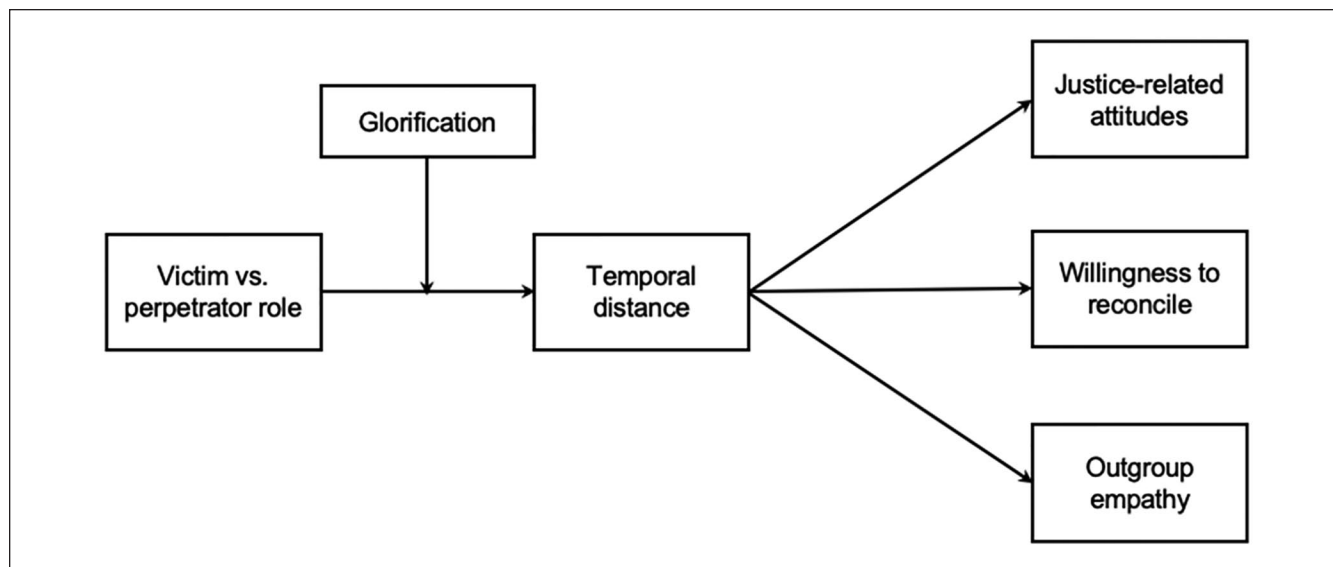 Glorification
Victim vs.
perpetrator role
Temporal
distance
Justice-related
attitudes
Willingness to
reconcile
Outgroup
empathy